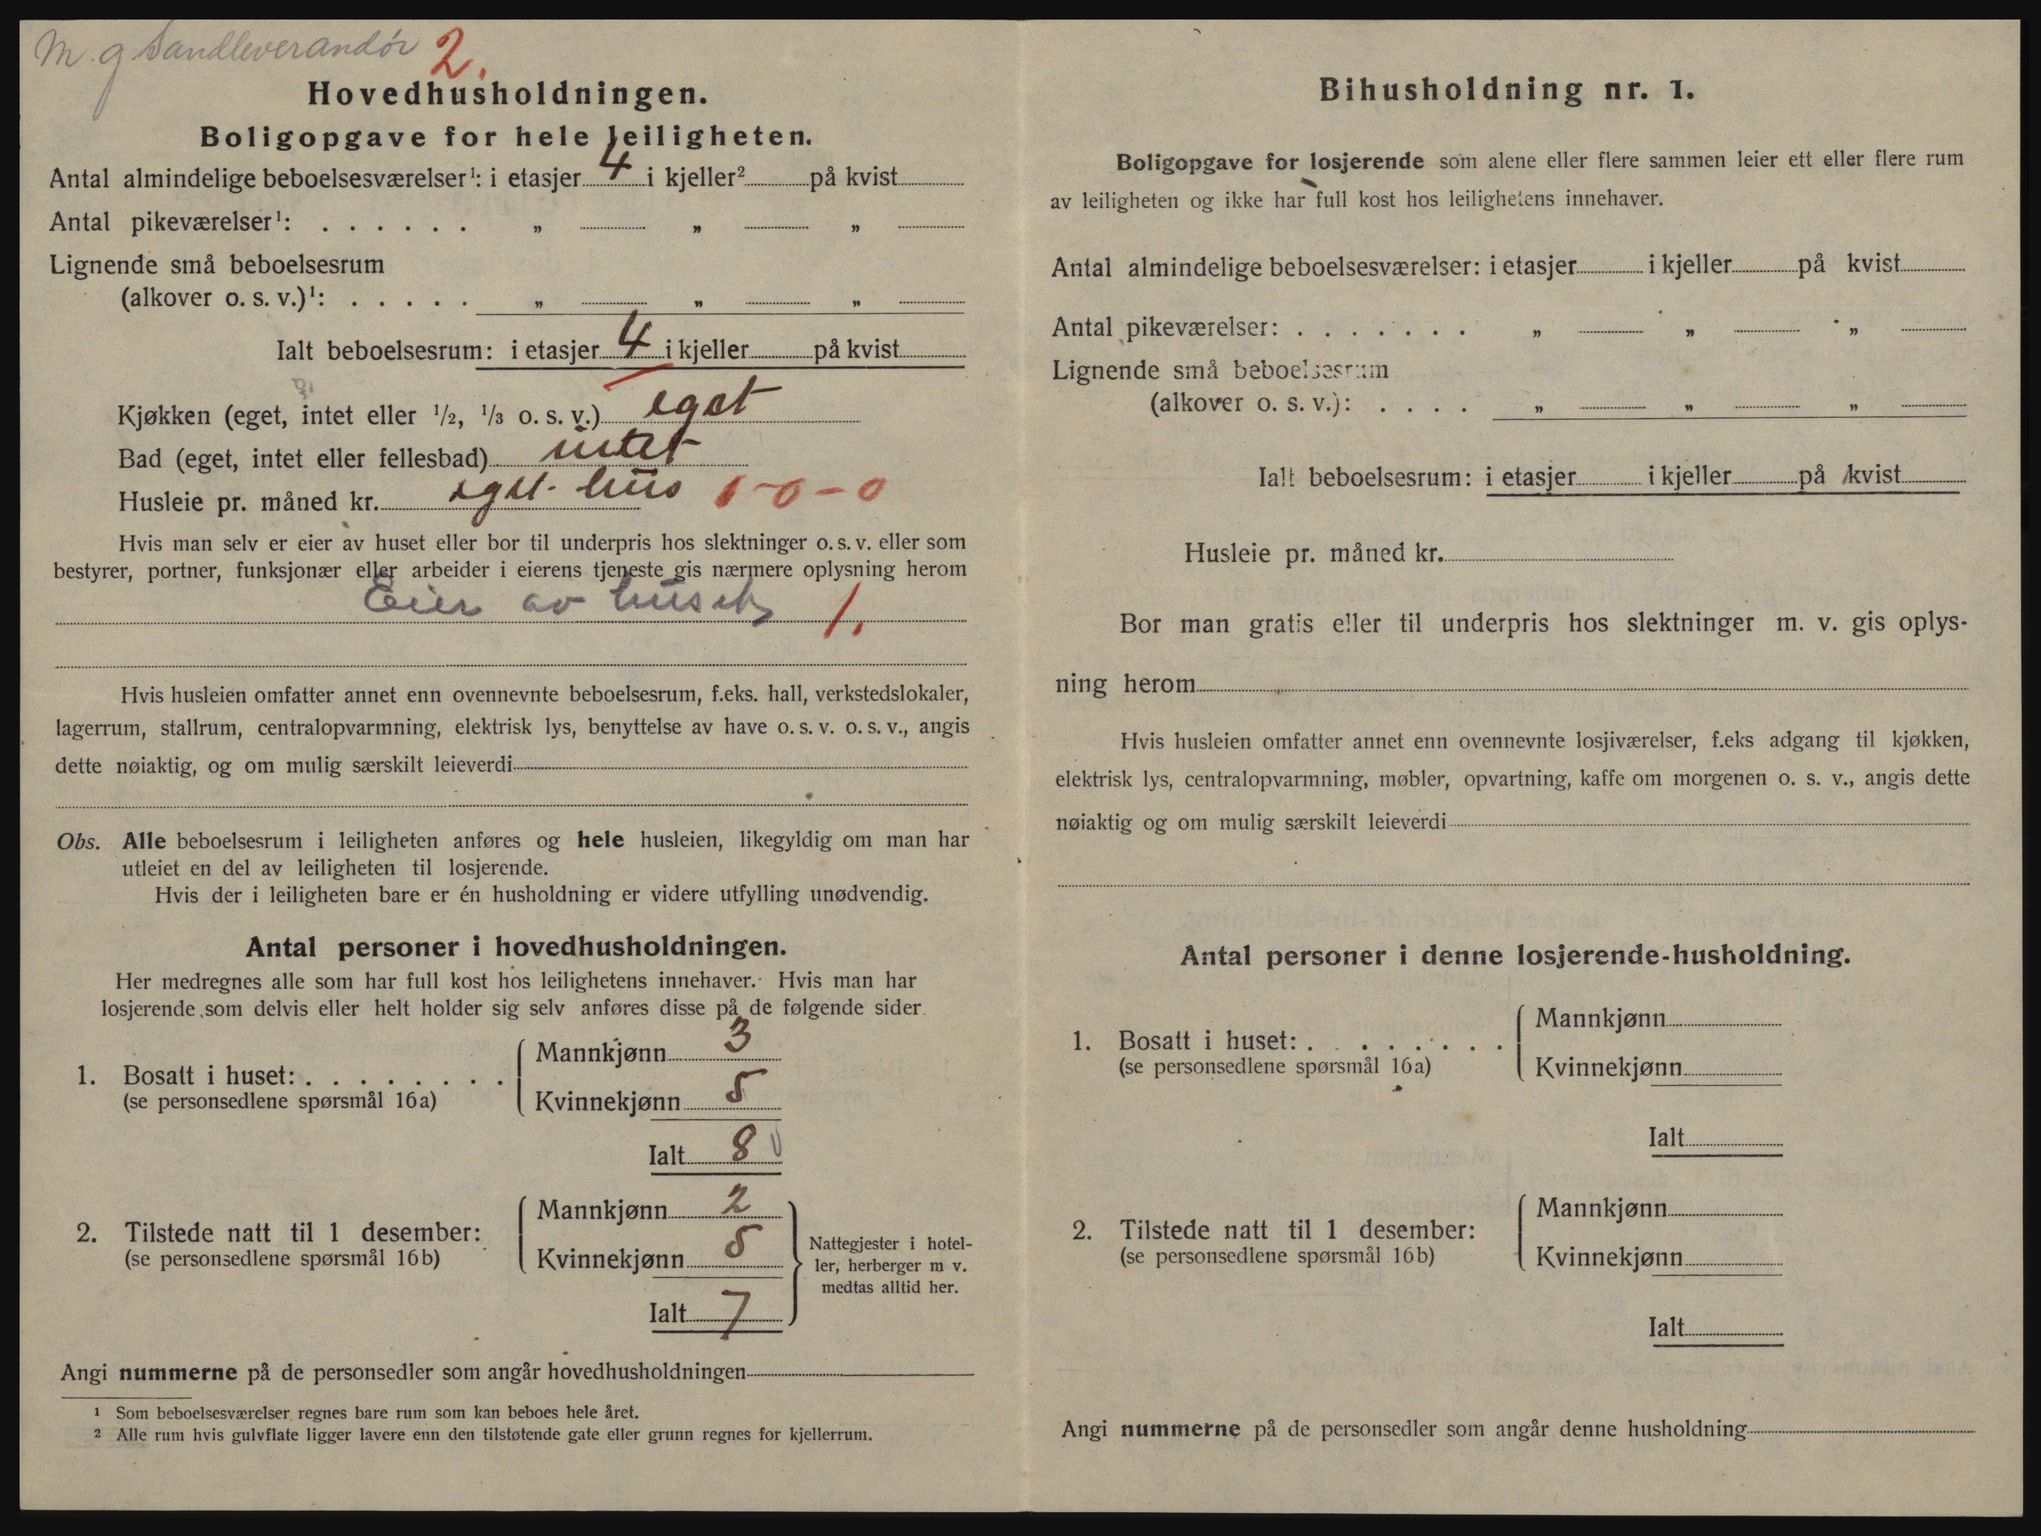 M. g Sandleverandør 2.
Hovedhusholdningen.
Boligopgave for hele leiligheten.
Antal almindelige beboelsesværelser¹: i etasjer 4 i kjeller² på kvist
Antal pikeværelser¹: . . . . . . „ „ „
Lignende små beboelsesrum
(alkover o. s. v.)¹: . . . . . „ „ „
Ialt beboelsesrum: i etasjer 4 i kjeller på kvist
Kjøkken (eget, intet eller 1/2, 1/3 o. s. v.) eget
Bad (eget, intet eller fellesbad) intet
Husleie pr. måned kr. eget hus 1-0-0
Hvis man selv er eier av huset eller bor til underpris hos slektninger o. s. v. eller som
bestyrer, portner, funksjonær eller arbeider i eierens tjeneste gis nærmere oplysning herom
Eier av huset 1.
Hvis husleien omfatter annet enn ovennevnte beboelsesrum, f.eks. hall, verkstedslokaler,
lagerrum, stallrum, centralopvarmning, elektrisk lys, benyttelse av have o. s. v. o. s. v., angis
dette nøiaktig, og om mulig særskilt leieverdi
Obs. Alle beboelsesrum i leiligheten anføres og hele husleien, likegyldig om man har
utleiet en del av leiligheten til losjerende.
Hvis der i leiligheten bare er én husholdning er videre utfylling unødvendig.
Antal personer i hovedhusholdningen.
Her medregnes alle som har full kost hos leilighetens innehaver. Hvis man har
losjerende som delvis eller helt holder sig selv anføres disse på de følgende sider.
1. Bosatt i huset: . . . . . . . .
(se personsedlene spørsmål 16a)
Mannkjønn 3
Kvinnekjønn 5
Ialt 8
2. Tilstede natt til 1 desember:
(se personsedlene spørsmål 16b)
Mannkjønn 2
Kvinnekjønn 5
Ialt 7
Nattegjester i hotel-
ler, herberger m v.
medtas alltid her.
Angi nummerne på de personsedler som angår hovedhusholdningen
¹ Som beboelsesværelser regnes bare rum som kan beboes hele året.
² Alle rum hvis gulvflate ligger lavere enn den tilstøtende gate eller grunn regnes for kjellerrum.
Bihusholdning nr. 1.
Boligopgave for losjerende som alene eller flere sammen leier ett eller flere rum
av leiligheten og ikke har full kost hos leilighetens innehaver.
Antal almindelige beboelsesværelser: i etasjer i kjeller på kvist
Antal pikeværelser: . . . . . . . „ „ „
Lignende små beboelsesrum
(alkover o. s. v.): . . . . „ „ „
Ialt beboelsesrum: i etasjer i kjeller på kvist
Husleie pr. måned kr.
Bor man gratis eller til underpris hos slektninger m. v. gis oplys-
ning herom
Hvis husleien omfatter annet enn ovennevnte losjiværelser, f.eks adgang til kjøkken,
elektrisk lys, centralopvarmning, møbler, opvartning, kaffe om morgenen o. s. v., angis dette
nøiaktig og om mulig særskilt leieverdi
Antal personer i denne losjerende-husholdning.
1. Bosatt i huset: . . . . . . . .
(se personsedlene spørsmål 16a)
Mannkjønn
Kvinnekjønn
Ialt
2. Tilstede natt til 1 desember:
(se personsedlene spørsmål 16b)
Mannkjønn
Kvinnekjønn
Ialt
Angi nummerne på de personsedler som angår denne husholdning